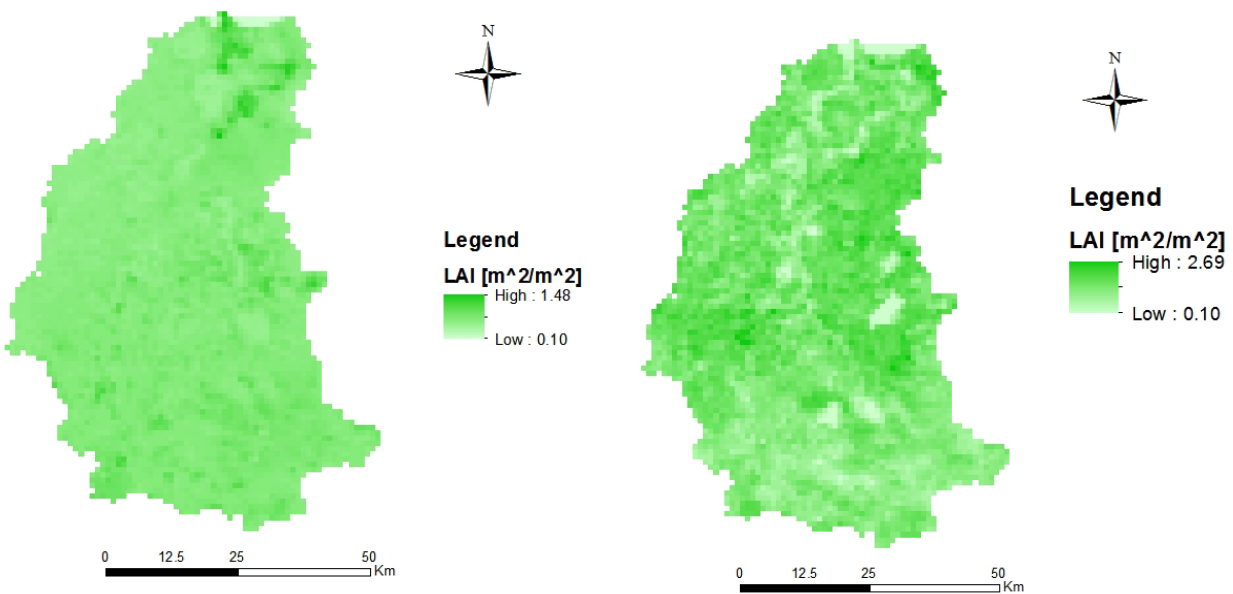 N
Legend
LAI [m^2/m^2]
High : 1.48
Low : 0.10
0 12.5 25 50
Km
N
Legend
LAI [m^2/m^2]
High : 2.69
Low : 0.10
0 12.5 25 50
Km